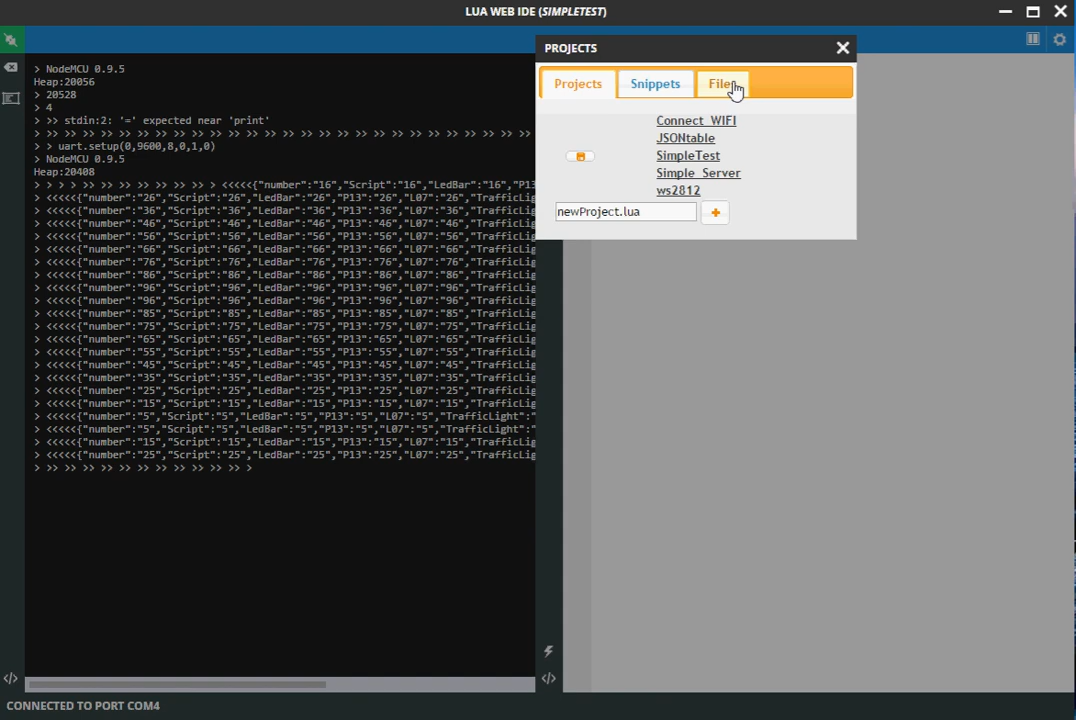 LUA WEB IDE (SIMPLETEST)
PROJECTS
Projects Snippets Files
Connect_WIFI
JSONtable
SimpleTest
Simple_Server
ws2812
newProject.lua +
> NodeMCU 0.9.5
Heap:20056
> 20528
> 4
> >> stdin:2: '=' expected near 'print'
> >> >> >> >> >> >> >> >> >> >> >> >> >> >> >> >> >> >> >> >> >> >> >> >> >> >> >>
> > uart.setup(0,9600,8,0,1,0)
> NodeMCU 0.9.5
Heap:20408
> > > > >> >> >> >> >> >> >> > <<<<<{"number":"16","Script":"16","LedBar":"16","P13
> <<<<<{"number":"26","Script":"26","LedBar":"26","P13":"26","L07":"26","TrafficLig
> <<<<<{"number":"36","Script":"36","LedBar":"36","P13":"36","L07":"36","TrafficLig
> <<<<<{"number":"46","Script":"46","LedBar":"46","P13":"46","L07":"46","TrafficLig
> <<<<<{"number":"56","Script":"56","LedBar":"56","P13":"56","L07":"56","TrafficLig
> <<<<<{"number":"66","Script":"66","LedBar":"66","P13":"66","L07":"66","TrafficLig
> <<<<<{"number":"76","Script":"76","LedBar":"76","P13":"76","L07":"76","TrafficLig
> <<<<<{"number":"86","Script":"86","LedBar":"86","P13":"86","L07":"86","TrafficLig
> <<<<<{"number":"96","Script":"96","LedBar":"96","P13":"96","L07":"96","TrafficLig
> <<<<<{"number":"96","Script":"96","LedBar":"96","P13":"96","L07":"96","TrafficLig
> <<<<<{"number":"85","Script":"85","LedBar":"85","P13":"85","L07":"85","TrafficLig
> <<<<<{"number":"75","Script":"75","LedBar":"75","P13":"75","L07":"75","TrafficLig
> <<<<<{"number":"65","Script":"65","LedBar":"65","P13":"65","L07":"65","TrafficLig
> <<<<<{"number":"55","Script":"55","LedBar":"55","P13":"55","L07":"55","TrafficLig
> <<<<<{"number":"45","Script":"45","LedBar":"45","P13":"45","L07":"45","TrafficLig
> <<<<<{"number":"35","Script":"35","LedBar":"35","P13":"35","L07":"35","TrafficLig
> <<<<<{"number":"25","Script":"25","LedBar":"25","P13":"25","L07":"25","TrafficLig
> <<<<<{"number":"15","Script":"15","LedBar":"15","P13":"15","L07":"15","TrafficLig
> <<<<<{"number":"5","Script":"5","LedBar":"5","P13":"5","L07":"5","TrafficLight":"
> <<<<<{"number":"5","Script":"5","LedBar":"5","P13":"5","L07":"5","TrafficLight":"
> <<<<<{"number":"15","Script":"15","LedBar":"15","P13":"15","L07":"15","TrafficLig
> <<<<<{"number":"25","Script":"25","LedBar":"25","P13":"25","L07":"25","TrafficLig
> >> >> >> >> >> >> >> >> >> >> >> >
CONNECTED TO PORT COM4